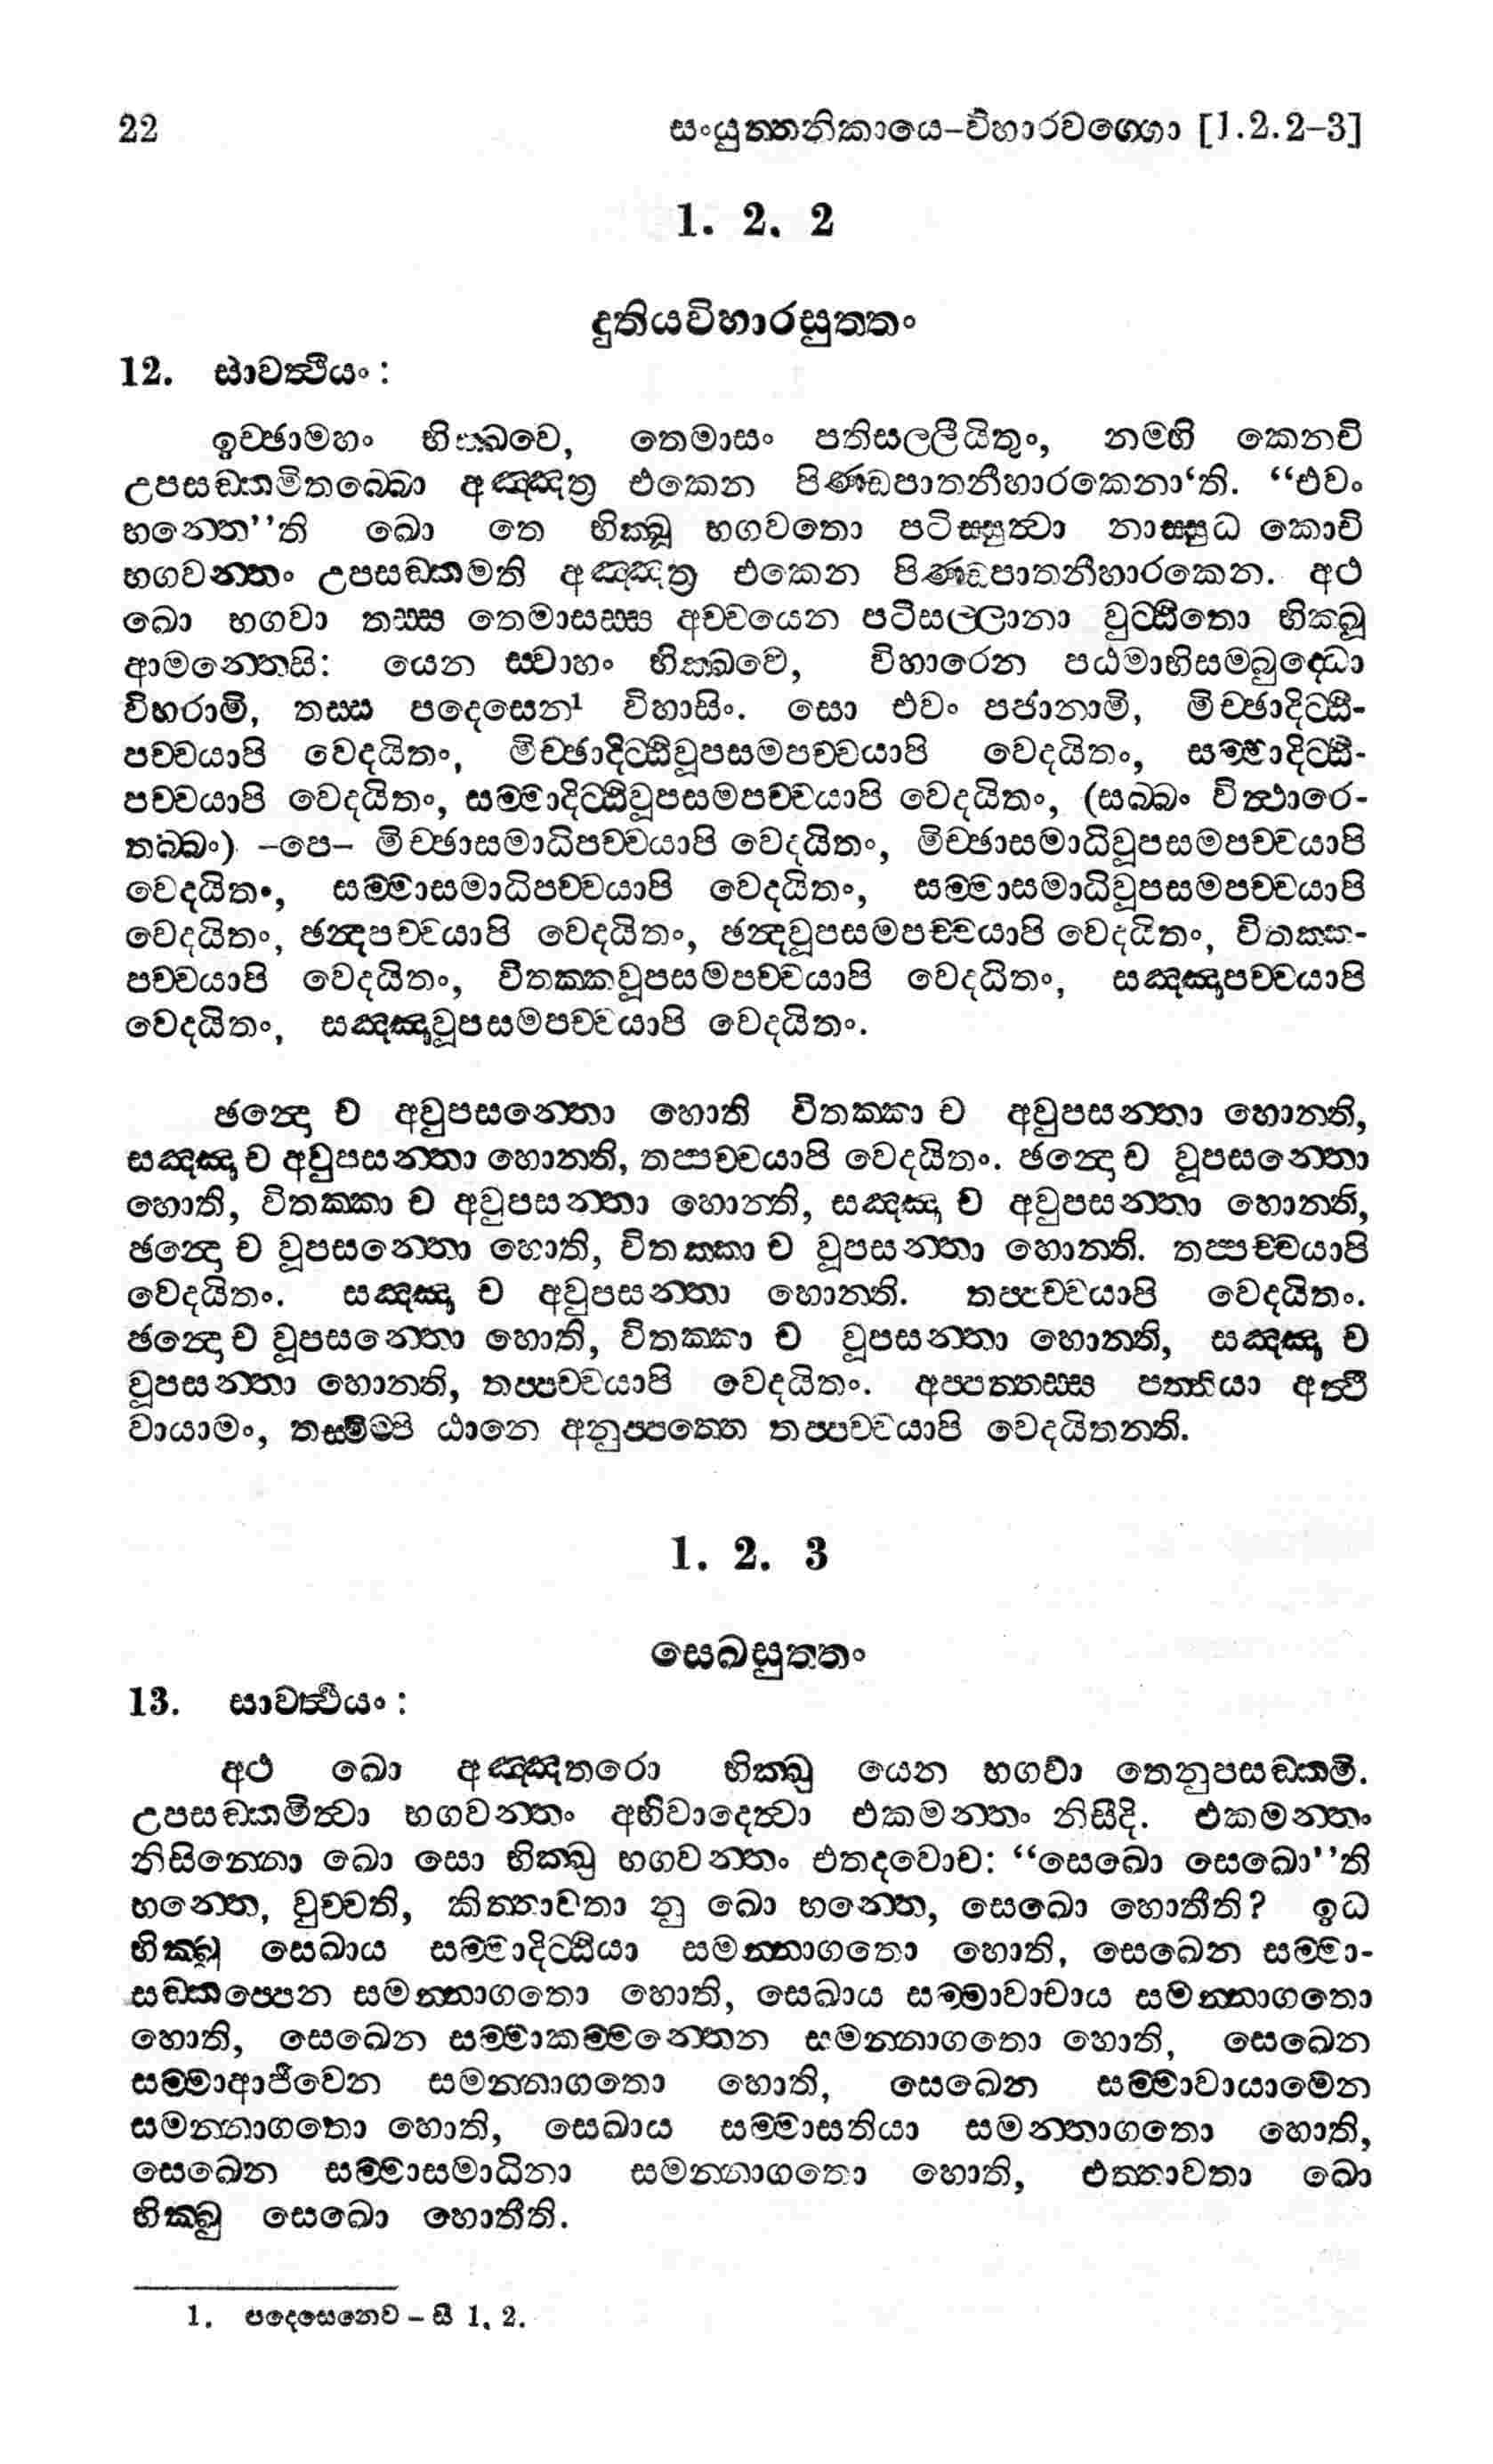 22 සංයුත්තනිකායෙ–විහාරවග්ගො [1.2.2–3]
1. 2. 2
දුතියවිහාරසුත්තං
12. සාවත්ථියං :
ඉච්ඡාමහං භික්ඛවෙ, තෙමාසං පතිසල්ලීයිතුං, නම්හි කෙනචි
උපසඞ්කමිතබ්බො අඤ්ඤත්‍ර එකෙන පිණ්ඩපාතනීහාරකෙනා‘ති. “එවං
භන්තෙ’’ති ඛො තෙ භික්ඛූ භගවතො පටිස්සුත්වා නාස්සුධ කොචි
භගවන්තං උපසඞ්කමති අඤ්ඤත්‍ර එකෙන පිණ්ඩපාතනීහාරකෙන. අථ
ඛො භගවා තස්ස තෙමාසස්ස අච්චයෙන පටිසල්ලානා වුට්ඨිතො භික්ඛූ
ආමන්තෙසි: යෙන ස්වාහං භික්ඛවෙ, විහාරෙන පඨමාභිසම්බුද්ධො
විහරාමි, තස්ස පදෙසෙන¹ විහාසිං. සො එවං පජානාමි, මිච්ඡාදිට්ඨි-
පච්චයාපි වෙදයිතං, මිච්ඡාදිට්ඨිවූපසමපච්චයාපි වෙදයිතං, සම්මාදිට්ඨි-
පච්චයාපි වෙදයිතං, සම්මාදිට්ඨිවූපසමපච්චයාපි වෙදයිතං, (සබ්බං විත්ථාරෙ-
තබ්බං) –පෙ– මිච්ඡාසමාධිපච්චයාපි වෙදයිතං, මිච්ඡාසමාධිවූපසමපච්චයාපි
වෙදයිතං, සම්මාසමාධිපච්චයාපි වෙදයිතං, සම්මාසමාධිවූපසමපච්චයාපි
වෙදයිතං, ඡන්දපච්චයාපි වෙදයිතං, ඡන්දවූපසමපච්චයාපි වෙදයිතං, විතක්ක-
පච්චයාපි වෙදයිතං, විතක්කවූපසමපච්චයාපි වෙදයිතං, සඤ්ඤාපච්චයාපි
වෙදයිතං, සඤ්ඤාවූපසමපච්චයාපි වෙදයිතං.
ඡන්දො ච අවූපසන්තො හොති විතක්කා ච අවූපසන්තා හොන්ති,
සඤ්ඤා ච අවූපසන්තා හොන්ති, තප්පච්චයාපි වෙදයිතං. ඡන්දො ච වූපසන්තො
හොති, විතක්කා ච අවූපසන්තා හොන්ති, සඤ්ඤා ච අවූපසන්තා හොන්ති,
ඡන්දො ච වූපසන්තො හොති, විතක්කා ච වූපසන්තා හොන්ති. තප්පච්චයාපි
වෙදයිතං. සඤ්ඤා ච අවූපසන්තා හොන්ති. තප්පච්චයාපි වෙදයිතං.
ඡන්දො ච වූපසන්තො හොති, විතක්කා ච වූපසන්තා හොන්ති, සඤ්ඤා ච
වූපසන්තා හොන්ති, තප්පච්චයාපි වෙදයිතං. අප්පත්තස්ස පත්තියා අත්ථි
වායාමං, තස්මිම්පි ඨානෙ අනුප්පත්තෙ තප්පච්චයාපි වෙදයිතන්ති.
1. 2. 3
සෙඛසුත්තං
13. සාවත්ථියං :
අථ ඛො අඤ්ඤතරො භික්ඛු යෙන භගවා තෙනුපසඞ්කමි.
උපසඞ්කමිත්වා භගවන්තං අභිවාදෙත්වා එකමන්තං නිසීදි. එකමන්තං
නිසින්නො ඛො සො භික්ඛු භගවන්තං එතදවොච: “සෙඛො සෙඛො’’ති
භන්තෙ, වුච්චති, කිත්තාවතා නු ඛො භන්තෙ, සෙඛො හොතීති? ඉධ
භික්ඛු සෙඛාය සම්මාදිට්ඨියා සමන්නාගතො හොති, සෙඛෙන සම්මා-
සඞ්කප්පෙන සමන්නාගතො හොති, සෙඛාය සම්මාවාචාය සමන්නාගතො
හොති, සෙඛෙන සම්මාකම්මන්තෙන සමන්නාගතො හොති, සෙඛෙන
සම්මාආජීවෙන සමන්නාගතො හොති, සෙඛෙන සම්මාවායාමෙන
සමන්නාගතො හොති, සෙඛාය සම්මාසතියා සමන්නාගතො හොති,
සෙඛෙන සම්මාසමාධිනා සමන්නාගතො හොති, එත්තාවතා ඛො
භික්ඛු සෙඛො හොතීති.
1. පදෙසෙනෙව – සී 1, 2.